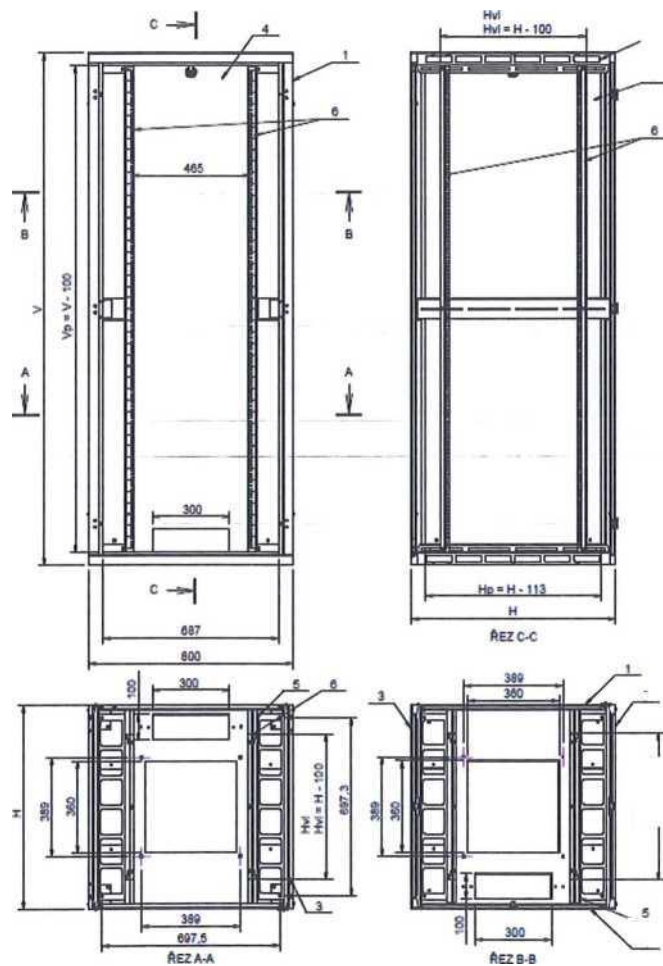 C
4
1
6
465
B
B
V
Vp = V - 100
A
A
300
C
687
800
Hvl
Hvl = H - 100
6
Hp = H - 113
H
ŘEZ C-C
300
5
6
100
H
389
360
Hvl
Hvl = H - 100
697,3
389
3
697,5
ŘEZ A-A
389
1
360
3
389
360
100
300
5
ŘEZ B-B